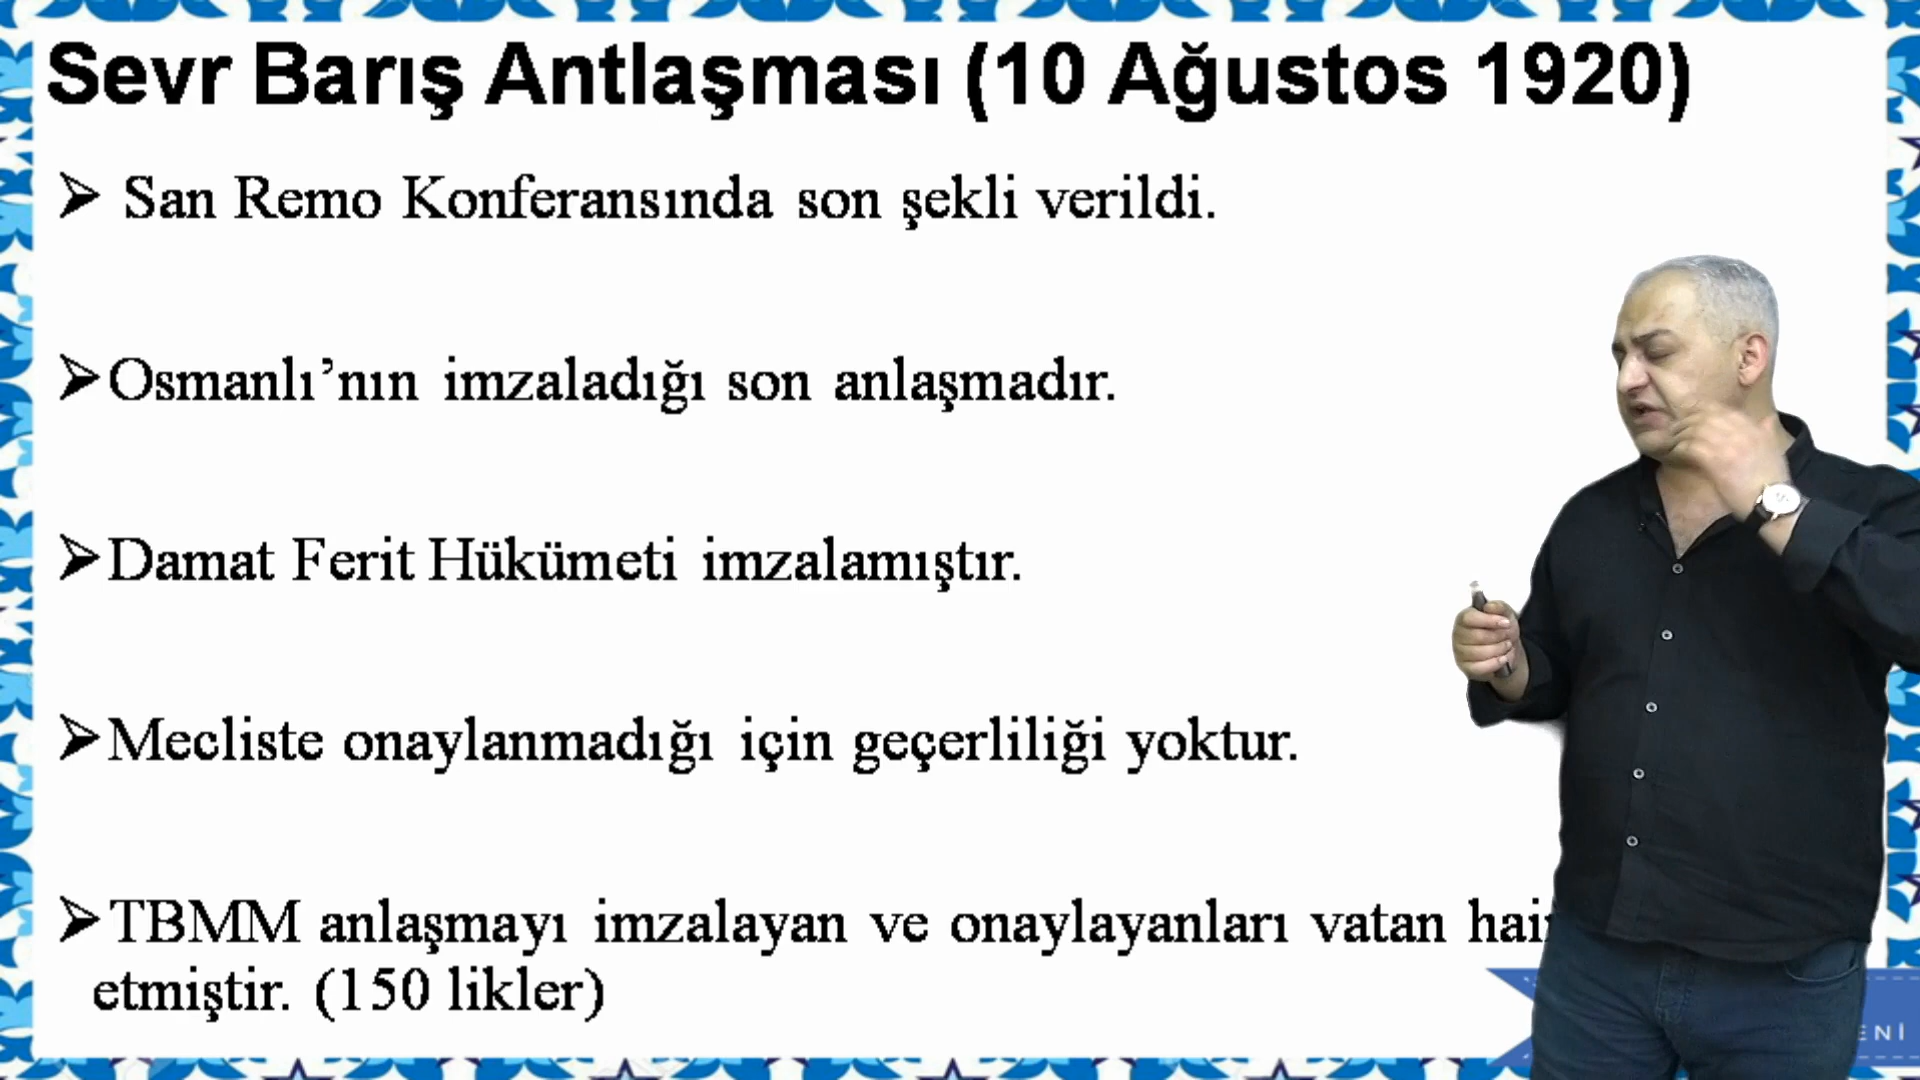 Sevr Barış Antlaşması (10 Ağustos 1920)
➢ San Remo Konferansında son şekli verildi.
➢Osmanlı’nın imzaladığı son anlaşmadır.
➢Damat Ferit Hükümeti imzalamıştır.
➢Mecliste onaylanmadığı için geçerliliği yoktur.
➢TBMM anlaşmayı imzalayan ve onaylayanları vatan
etmiştir. (150 likler)